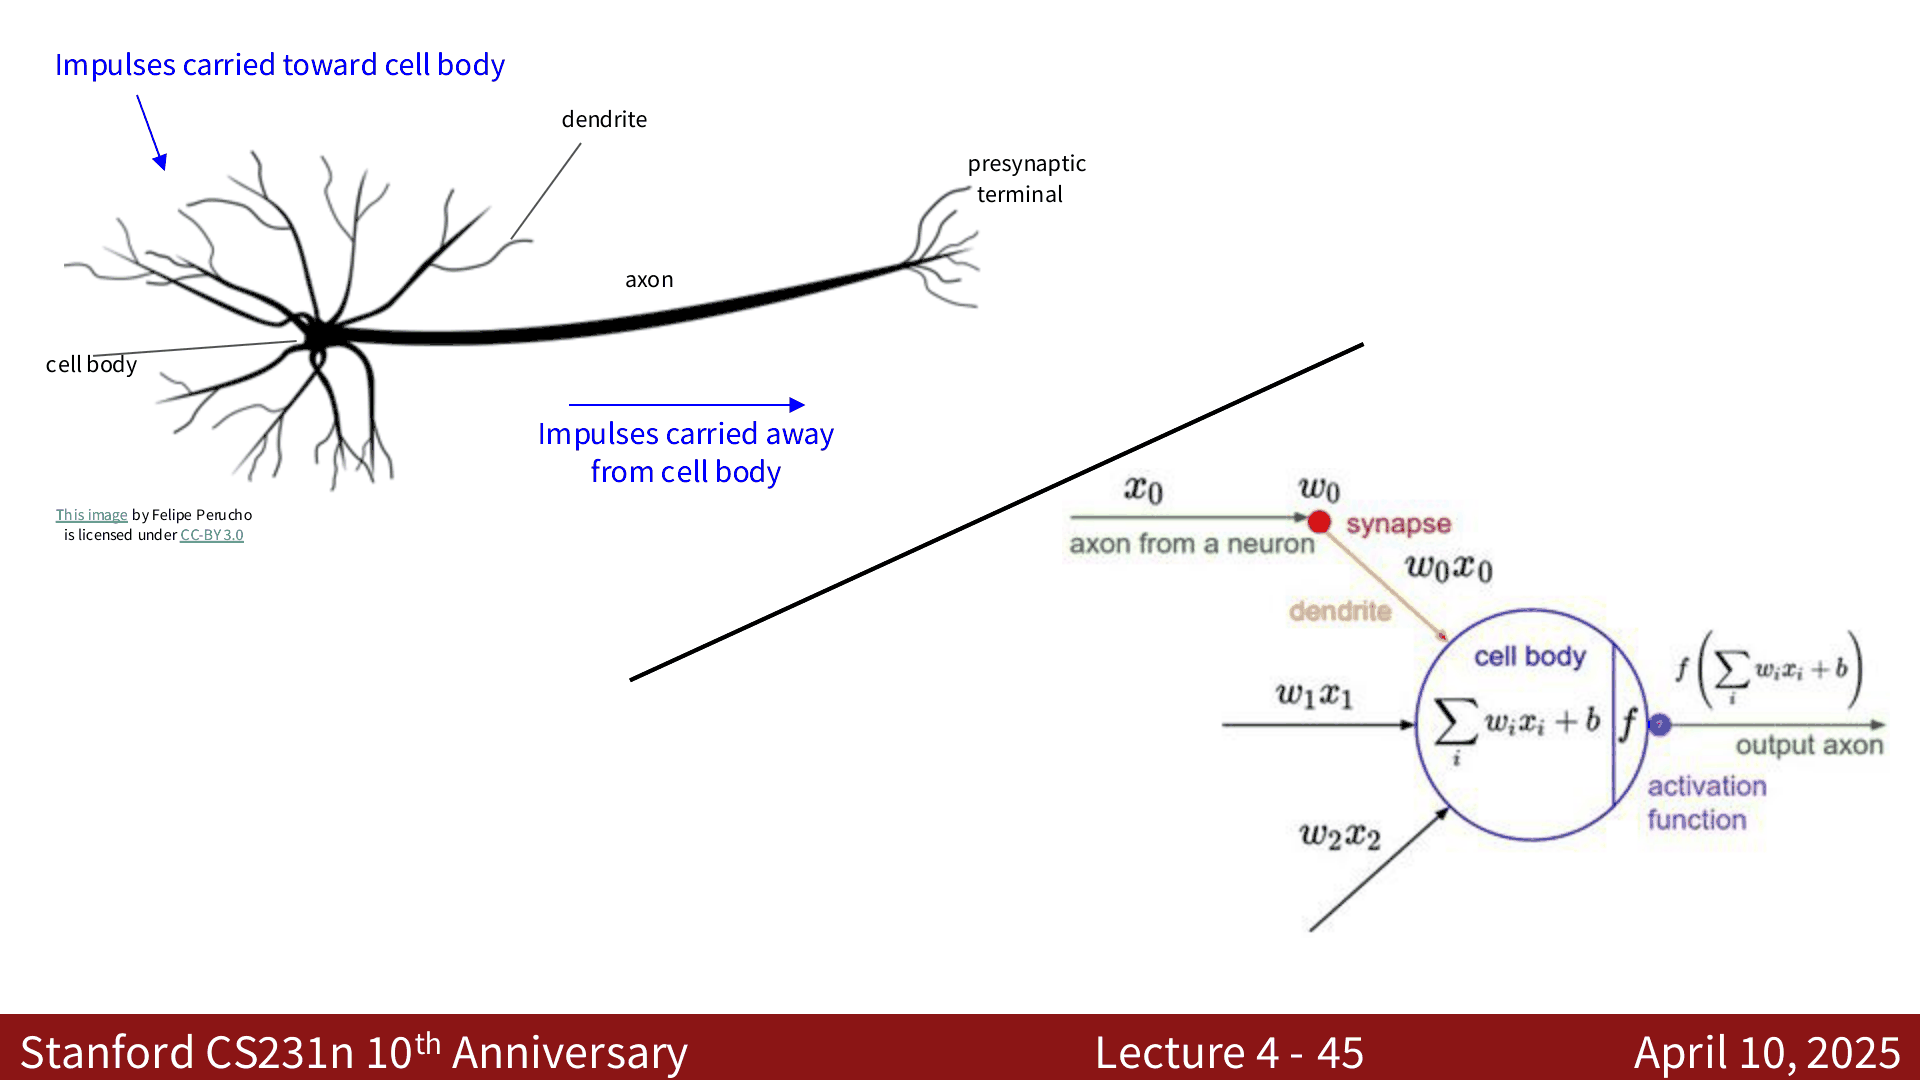 Impulses carried toward cell body
dendrite
presynaptic
terminal
axon
cell body
Impulses carried away
from cell body
This image by Felipe Perucho
is licensed under CC-BY 3.0
x₀
w₀
synapse
axon from a neuron
w₀x₀
dendrite
cell body
w₁x₁
∑ᵢ wᵢxᵢ + b
f
f(∑ᵢ wᵢxᵢ + b)
output axon
activation
function
w₂x₂
Stanford CS231n 10th Anniversary
Lecture 4 - 45
April 10, 2025